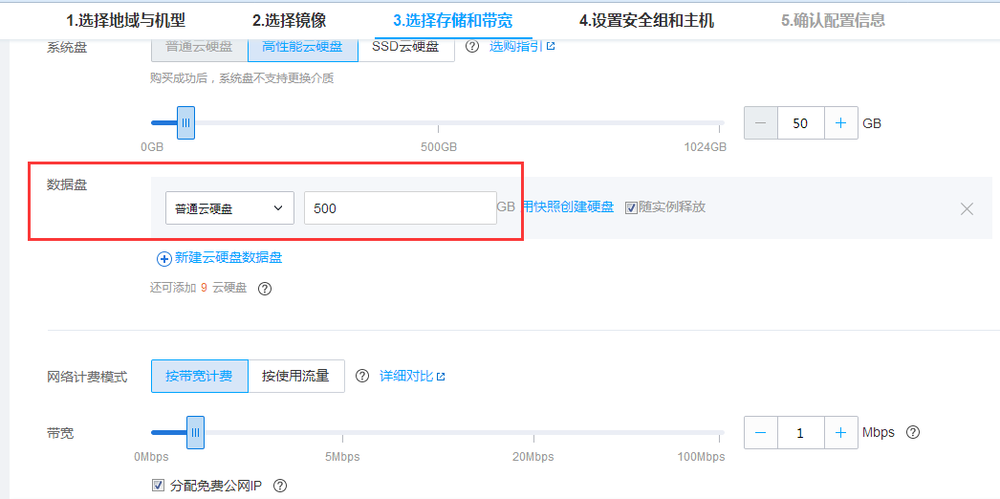 1.选择地域与机型 2.选择镜像 3.选择存储和带宽 4.设置安全组和主机 5.确认配置信息
系统盘 普通云硬盘 高性能云硬盘 SSD云硬盘 ? 选购指引
购买成功后，系统盘不支持更换介质
50 GB
0GB 500GB 1024GB
数据盘 普通云硬盘 500 GB 用快照创建硬盘 随实例释放
新建云硬盘数据盘
还可添加 9 云硬盘 ?
网络计费模式 按带宽计费 按使用流量 ? 详细对比
带宽 1 Mbps ?
0Mbps 5Mbps 20Mbps 100Mbps
分配免费公网IP ?